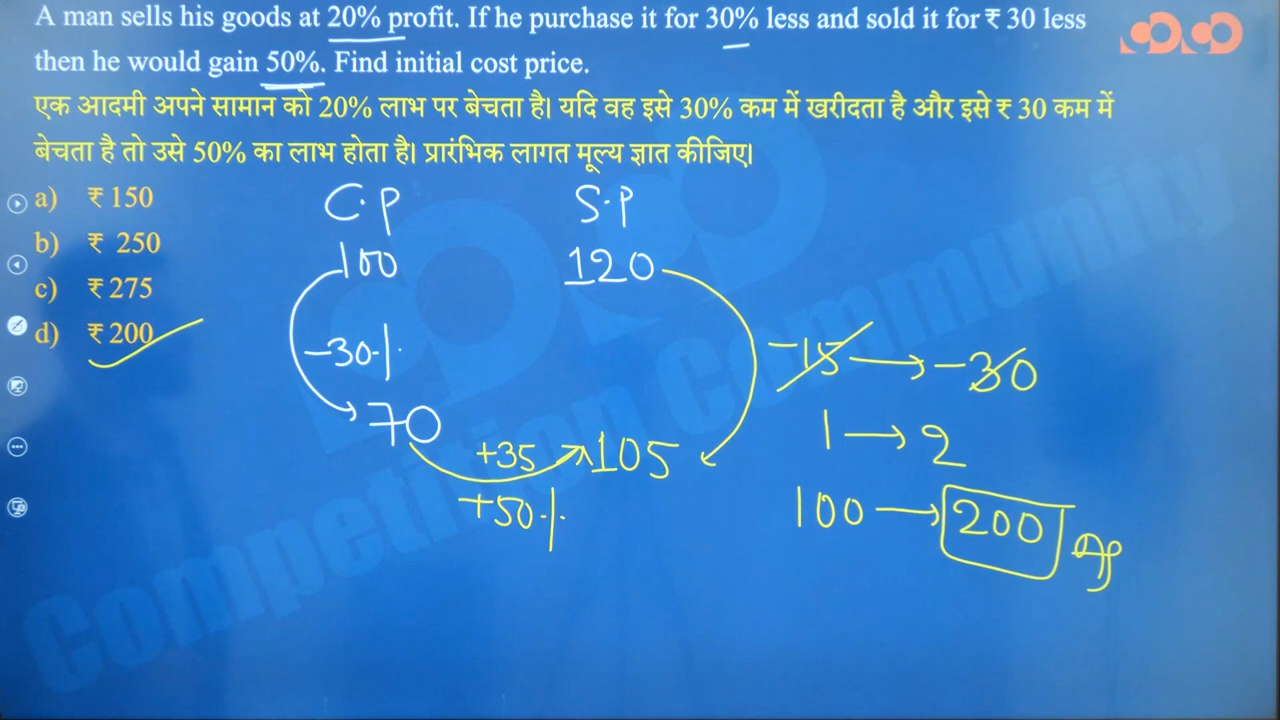 A man sells his goods at 20% profit. If he purchase it for 30% less and sold it for ₹ 30 less
then he would gain 50%. Find initial cost price.
एक आदमी अपने सामान को 20% लाभ पर बेचता है। यदि वह इसे 30% कम में खरीदता है और इसे ₹ 30 कम में
बेचता है तो उसे 50% का लाभ होता है। प्रारंभिक लागत मूल्य ज्ञात कीजिए।
a) ₹ 150
b) ₹ 250
c) ₹ 275
d) ₹ 200
C.P S.P
100 120
-30%
-15 → -30
70 +35 105
1 → 2
+50%
100 → 200
Competition Community